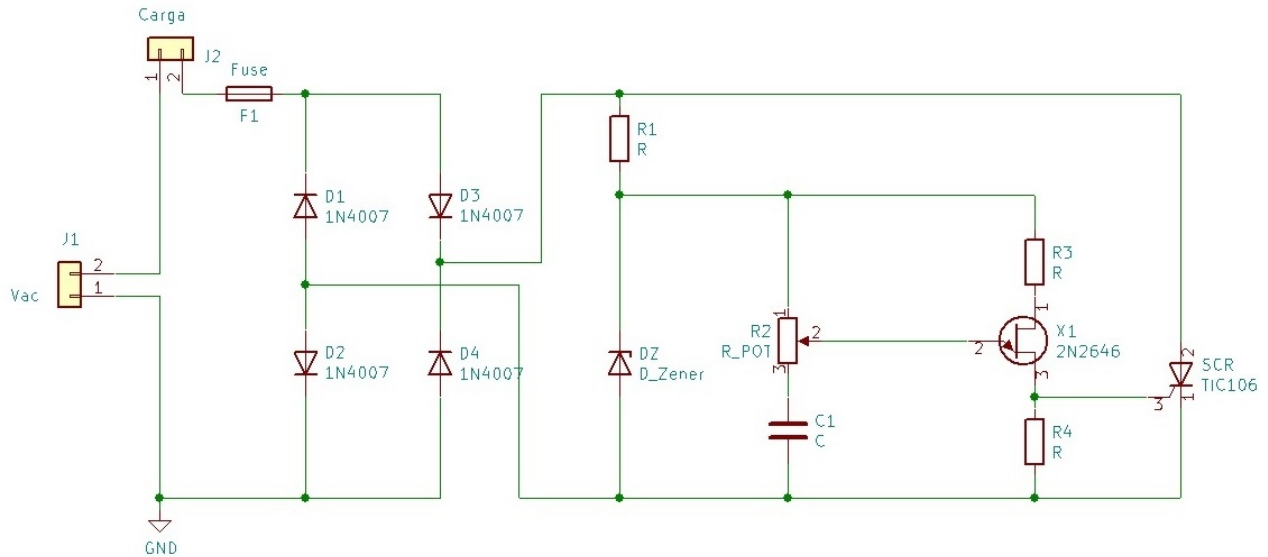 Carga
J2
1
2
Fuse
F1
R1
R
D1
1N4007
D3
1N4007
J1
2
1
Vac
R3
R
1
R2
R_POT
1
2
3
2
X1
2N2646
3
D2
1N4007
D4
1N4007
DZ
D_Zener
2
SCR
TIC106
1
3
C1
C
R4
R
GND